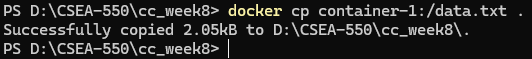 PS D:\CSEA-550\cc_week8> docker cp container-1:/data.txt .
Successfully copied 2.05kB to D:\CSEA-550\cc_week8\.
PS D:\CSEA-550\cc_week8>